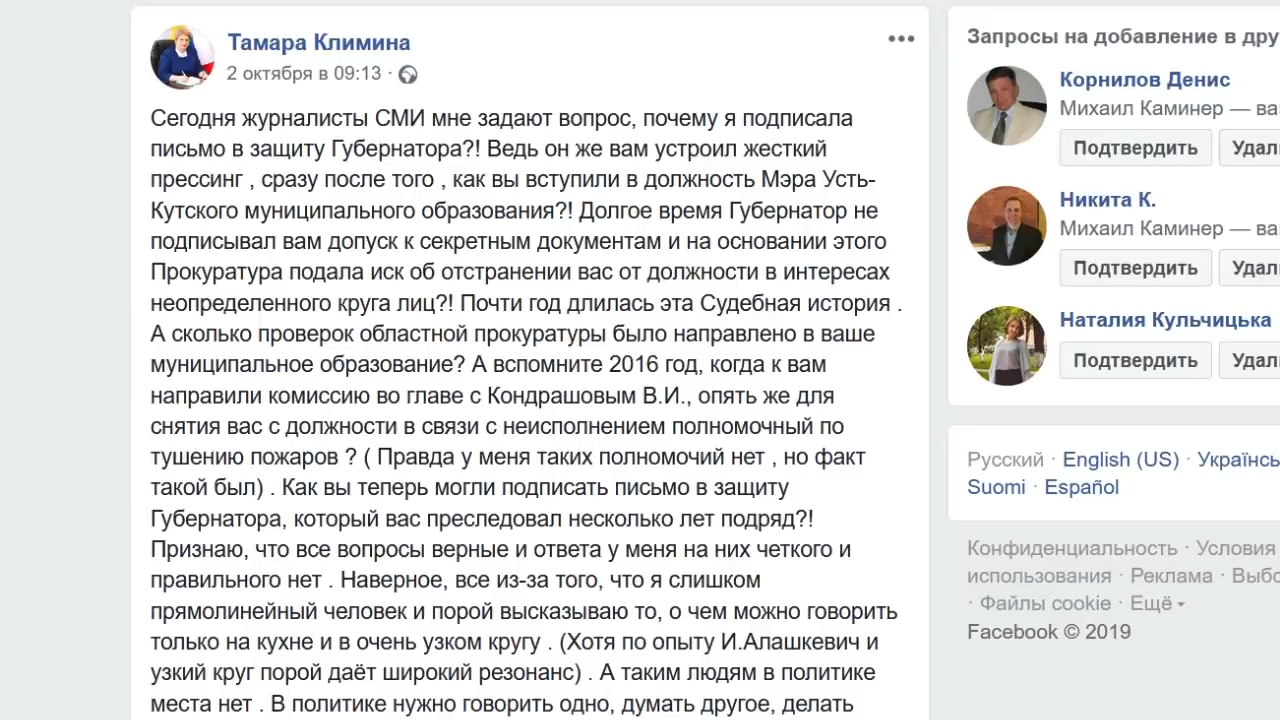 Тамара Климина
2 октября в 09:13 ·
Сегодня журналисты СМИ мне задают вопрос, почему я подписала
письмо в защиту Губернатора?! Ведь он же вам устроил жесткий
прессинг , сразу после того , как вы вступили в должность Мэра Усть-
Кутского муниципального образования?! Долгое время Губернатор не
подписывал вам допуск к секретным документам и на основании этого
Прокуратура подала иск об отстранении вас от должности в интересах
неопределенного круга лиц?! Почти год длилась эта Судебная история .
А сколько проверок областной прокуратуры было направлено в ваше
муниципальное образование? А вспомните 2016 год, когда к вам
направили комиссию во главе с Кондрашовым В.И., опять же для
снятия вас с должности в связи с неисполнением полномочный по
тушению пожаров ? ( Правда у меня таких полномочий нет , но факт
такой был) . Как вы теперь могли подписать письмо в защиту
Губернатора, который вас преследовал несколько лет подряд?!
Признаю, что все вопросы верные и ответа у меня на них четкого и
правильного нет . Наверное, все из-за того, что я слишком
прямолинейный человек и порой высказываю то, о чем можно говорить
только на кухне и в очень узком кругу . (Хотя по опыту И.Алашкевич и
узкий круг порой даёт широкий резонанс) . А таким людям в политике
места нет . В политике нужно говорить одно, думать другое, делать
Запросы на добавление в дру
Корнилов Денис
Михаил Каминер — ва
Подтвердить Удал
Никита К.
Михаил Каминер — ва
Подтвердить Удал
Наталия Кульчицька
Подтвердить Удал
Русский · English (US) · Українсь
Suomi · Español
Конфиденциальность · Условия
использования · Реклама · Выбо
· Файлы cookie · Ещё
Facebook © 2019